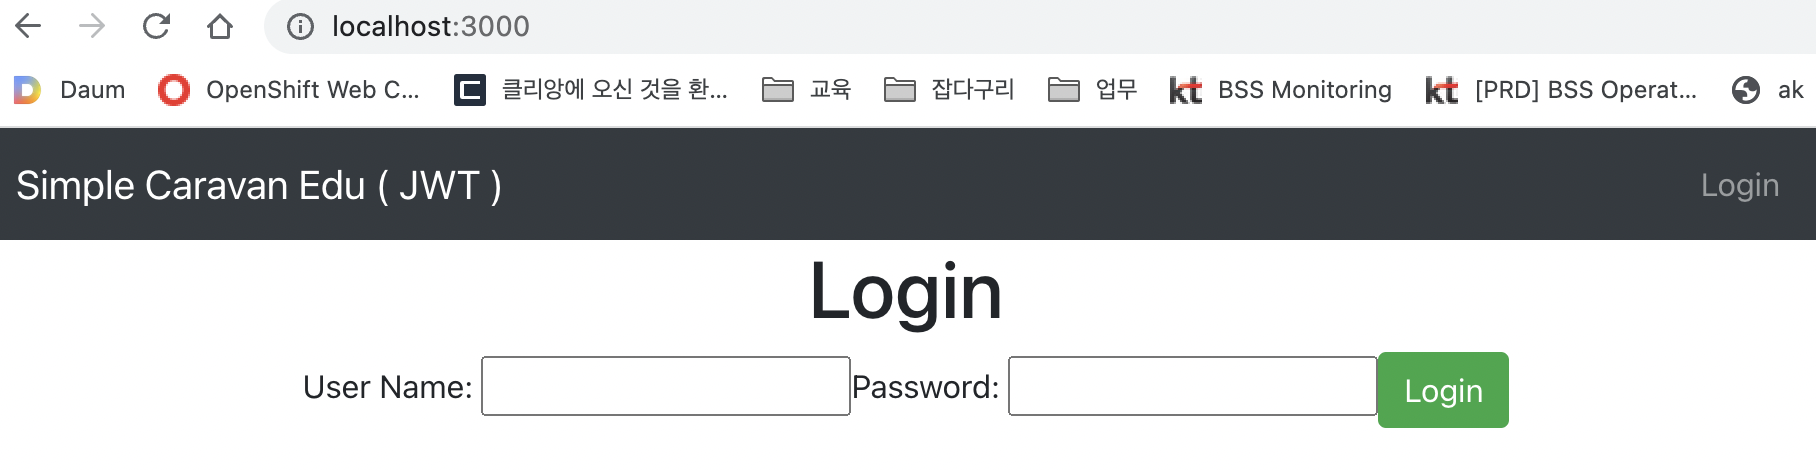 localhost:3000
Daum OpenShift Web C... 클리앙에 오신 것을 환... 교육 잡다구리 업무 kt BSS Monitoring kt [PRD] BSS Operat... ak
Simple Caravan Edu ( JWT ) Login
Login
User Name: Password: Login